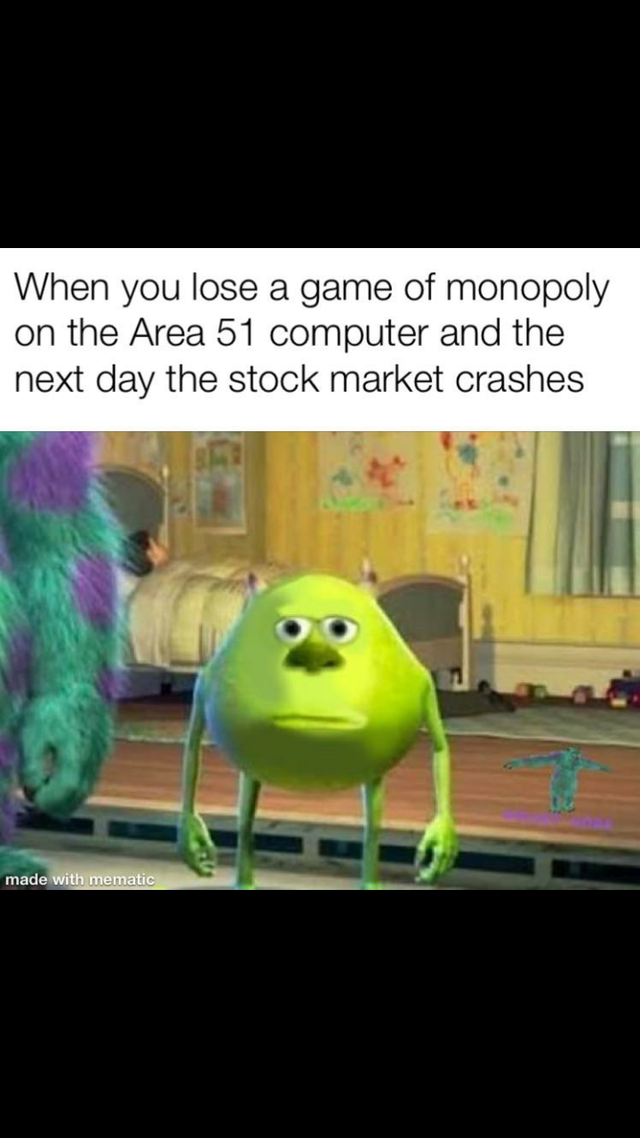 When you lose a game of monopoly
on the Area 51 computer and the
next day the stock market crashes
made with mematic